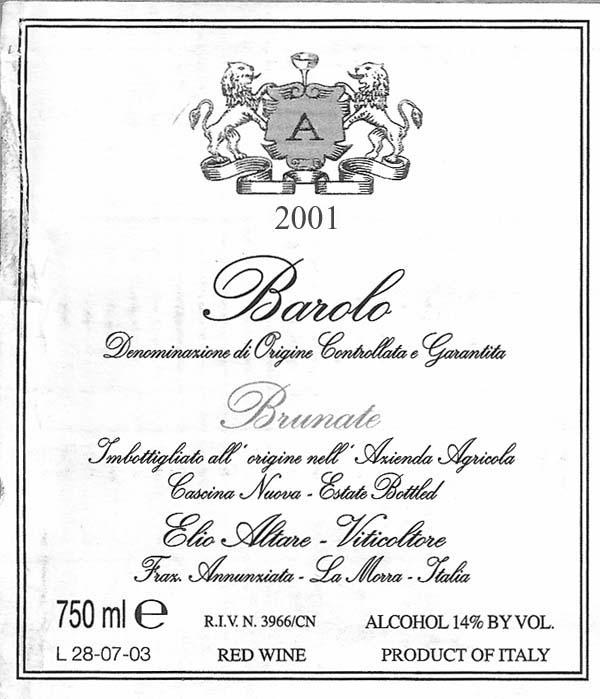 A
2001
Barolo
Denominazione di Origine Controllata e Garantita
Brunate
Imbottigliato all' origine nell' Azienda Agricola
Cascina Nuova - Estate Bottled
Elio Altare - Viticoltore
Fraz. Annunziata - La Morra - Italia
750 ml e R.I.V. N. 3966/CN ALCOHOL 14% BY VOL.
L 28-07-03 RED WINE PRODUCT OF ITALY